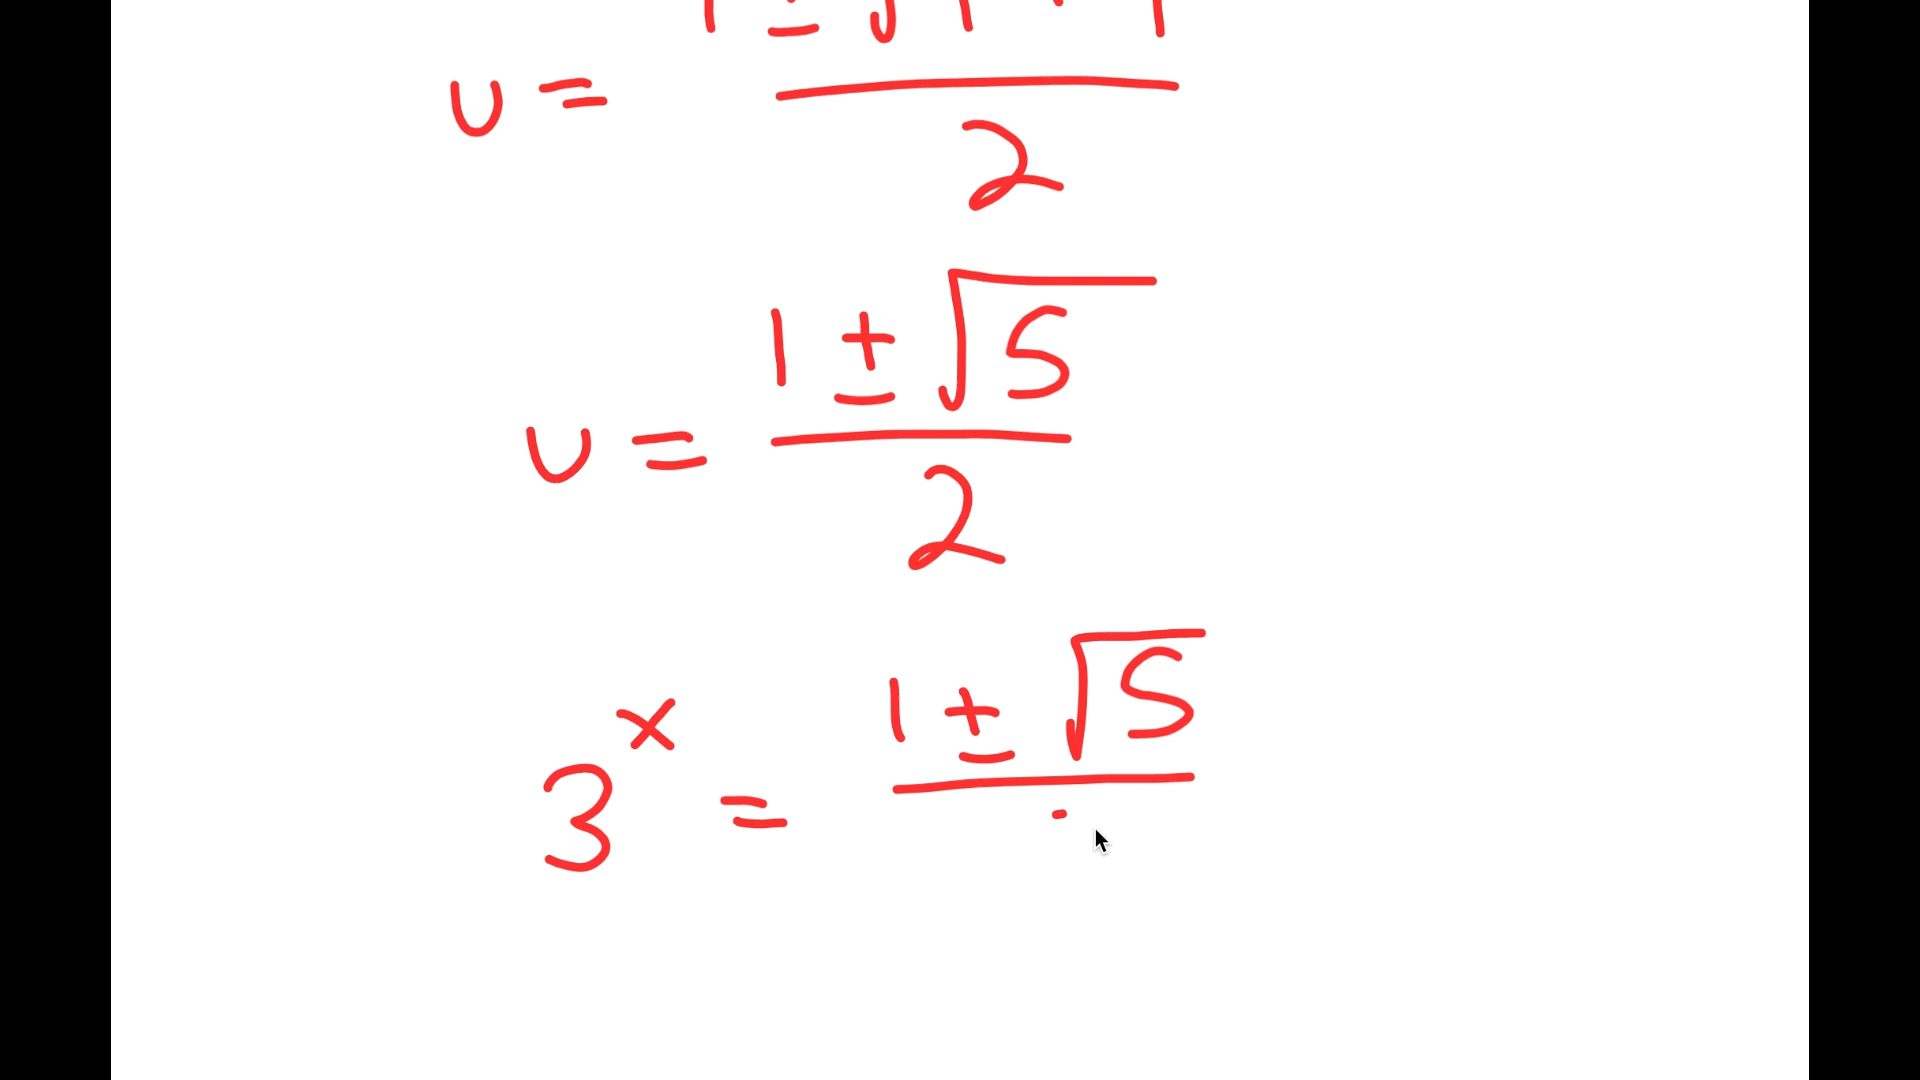 u =
2
u = 1 ± √5
2
3^x = 1 ± √5